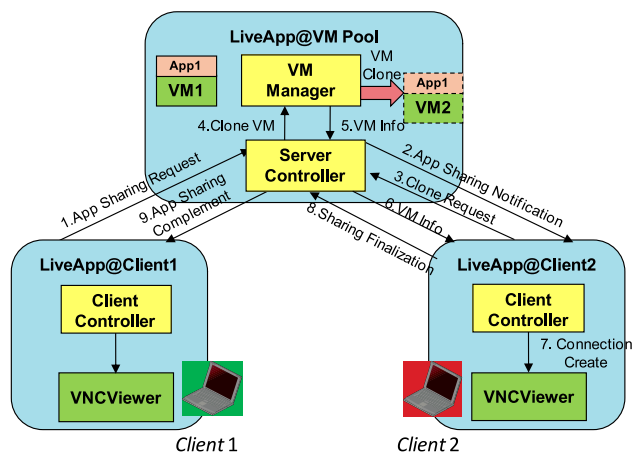 LiveApp@VM Pool
App1
VM1
VM
Manager
VM
Clone
App1
VM2
4.Clone VM
5.VM Info
Server
Controller
1.App Sharing Request
9.App Sharing
Complement
2.App Sharing Notification
3.Clone Request
6.VM Info
8.Sharing Finalization
LiveApp@Client1
Client
Controller
VNCViewer
Client 1
LiveApp@Client2
Client
Controller
7. Connection
Create
VNCViewer
Client 2